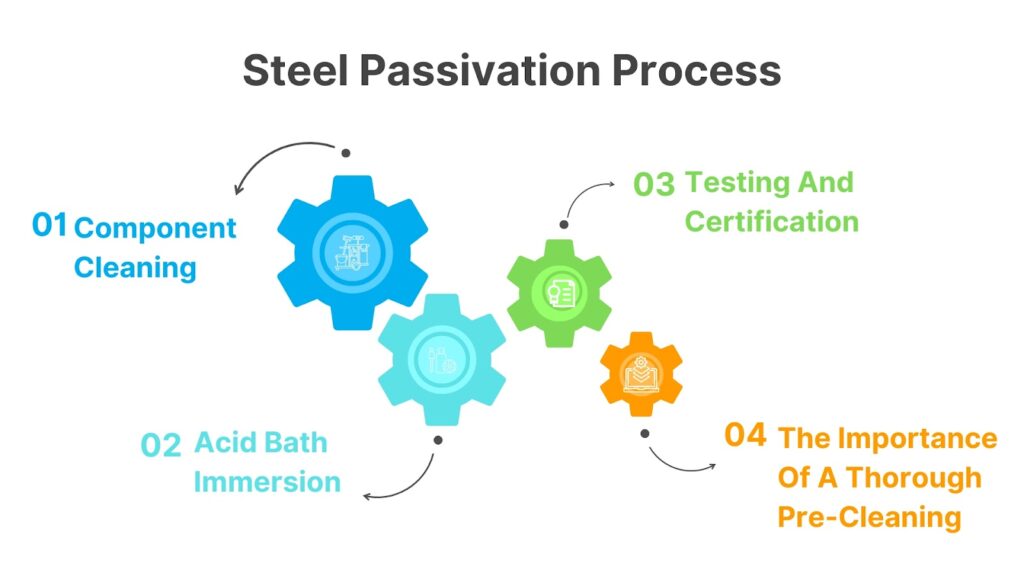 Steel Passivation Process
01 Component
Cleaning
02 Acid Bath
Immersion
03 Testing And
Certification
04 The Importance
Of A Thorough
Pre-Cleaning